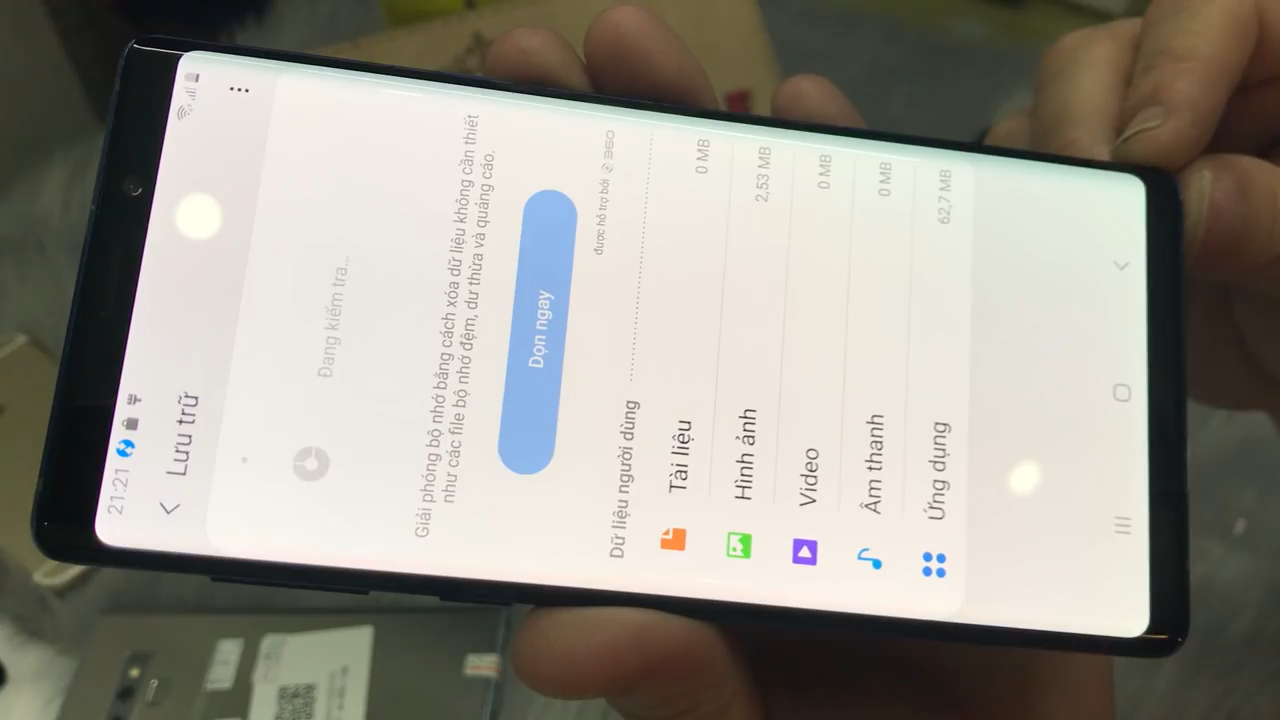 21:21
Lưu trữ
Đang kiểm tra...
Giải phóng bộ nhớ bằng cách xóa dữ liệu không cần thiết
như các file bộ nhớ đệm, dư thừa và quảng cáo.
Dọn ngay
được hỗ trợ bởi 360
Dữ liệu người dùng
Tài liệu 0 MB
Hình ảnh 2,53 MB
Video 0 MB
Âm thanh 0 MB
Ứng dụng 62,7 MB